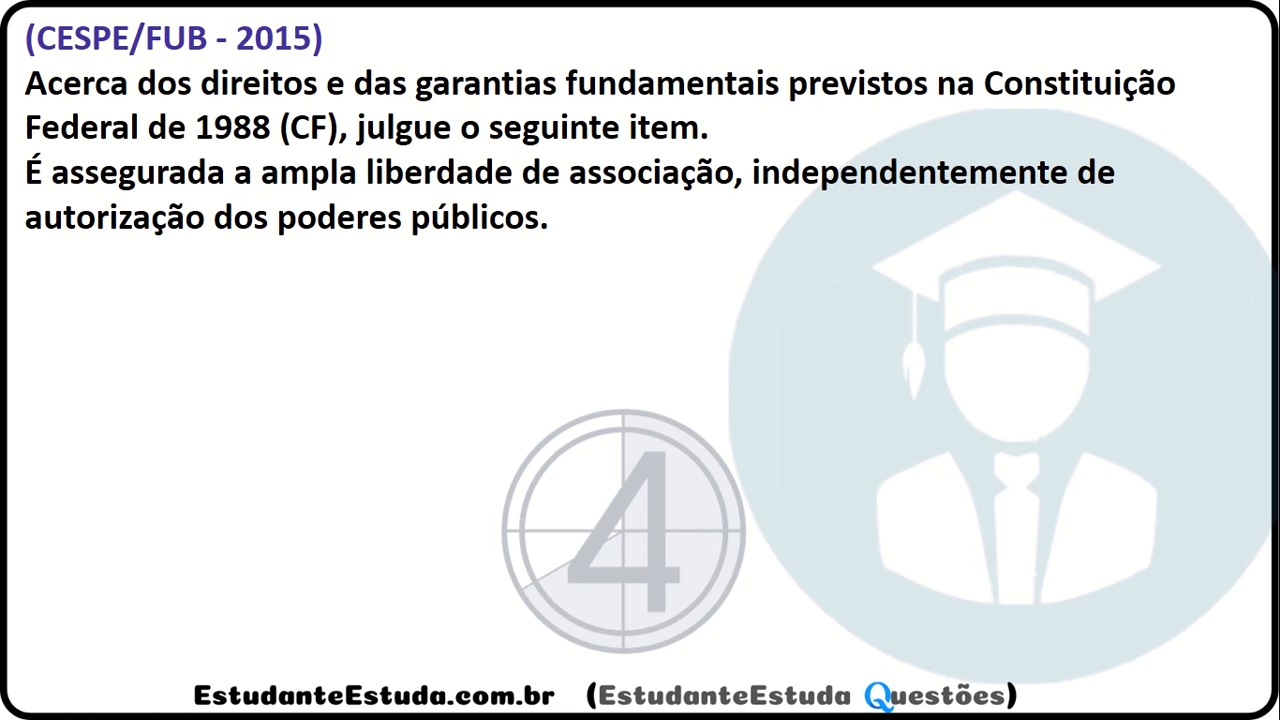 (CESPE/FUB - 2015)
Acerca dos direitos e das garantias fundamentais previstos na Constituição
Federal de 1988 (CF), julgue o seguinte item.
É assegurada a ampla liberdade de associação, independentemente de
autorização dos poderes públicos.
4
EstudanteEstuda.com.br (EstudanteEstuda Questões)